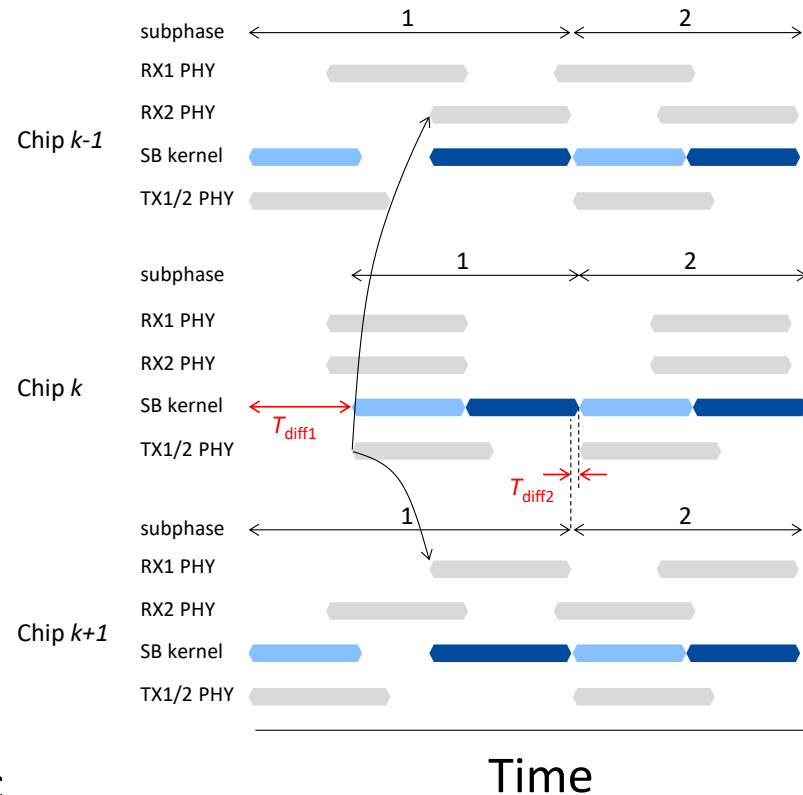 1 2
subphase
RX1 PHY
RX2 PHY
Chip k-1
SB kernel
TX1/2 PHY
1 2
subphase
RX1 PHY
RX2 PHY
Chip k
SB kernel
Tdiff1
TX1/2 PHY
Tdiff2
1 2
subphase
RX1 PHY
RX2 PHY
Chip k+1
SB kernel
TX1/2 PHY
Time